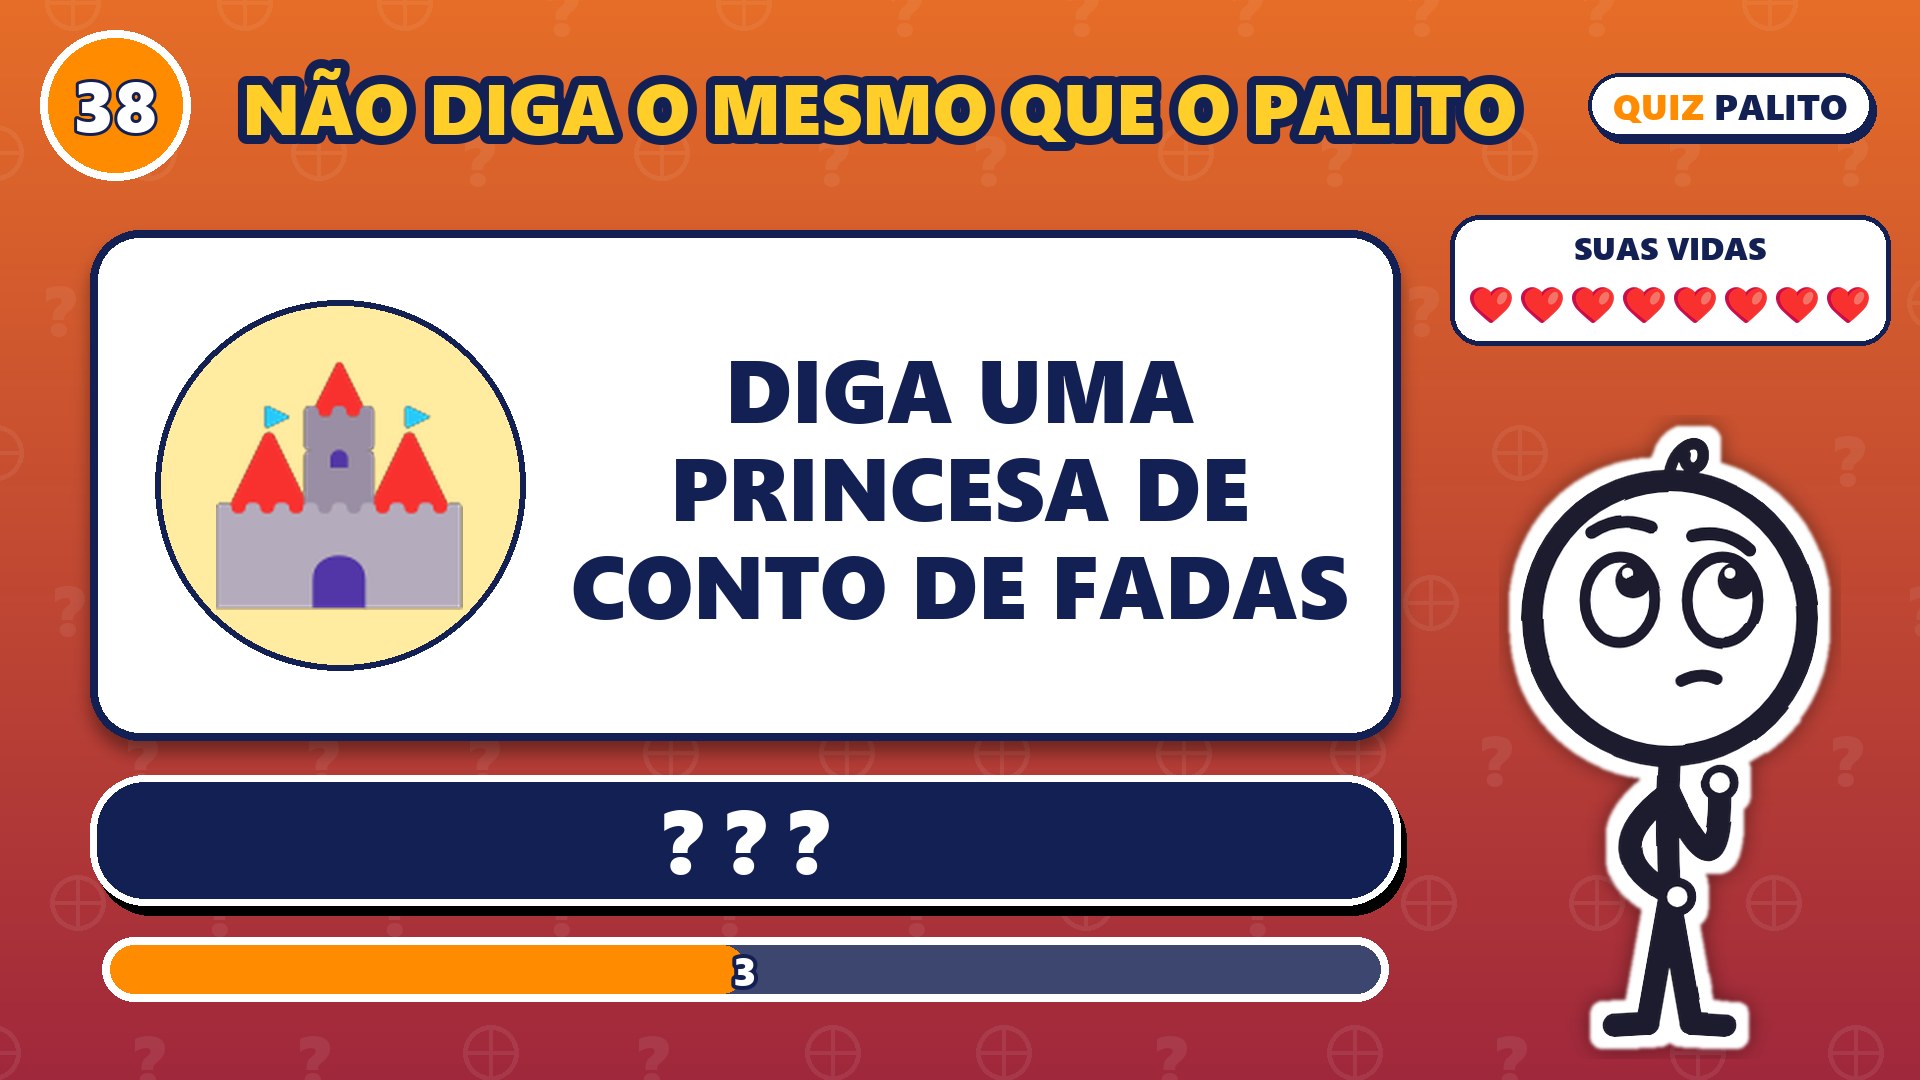 38
NÃO DIGA O MESMO QUE O PALITO
QUIZ PALITO
SUAS VIDAS
DIGA UMA
PRINCESA DE
CONTO DE FADAS
???
3